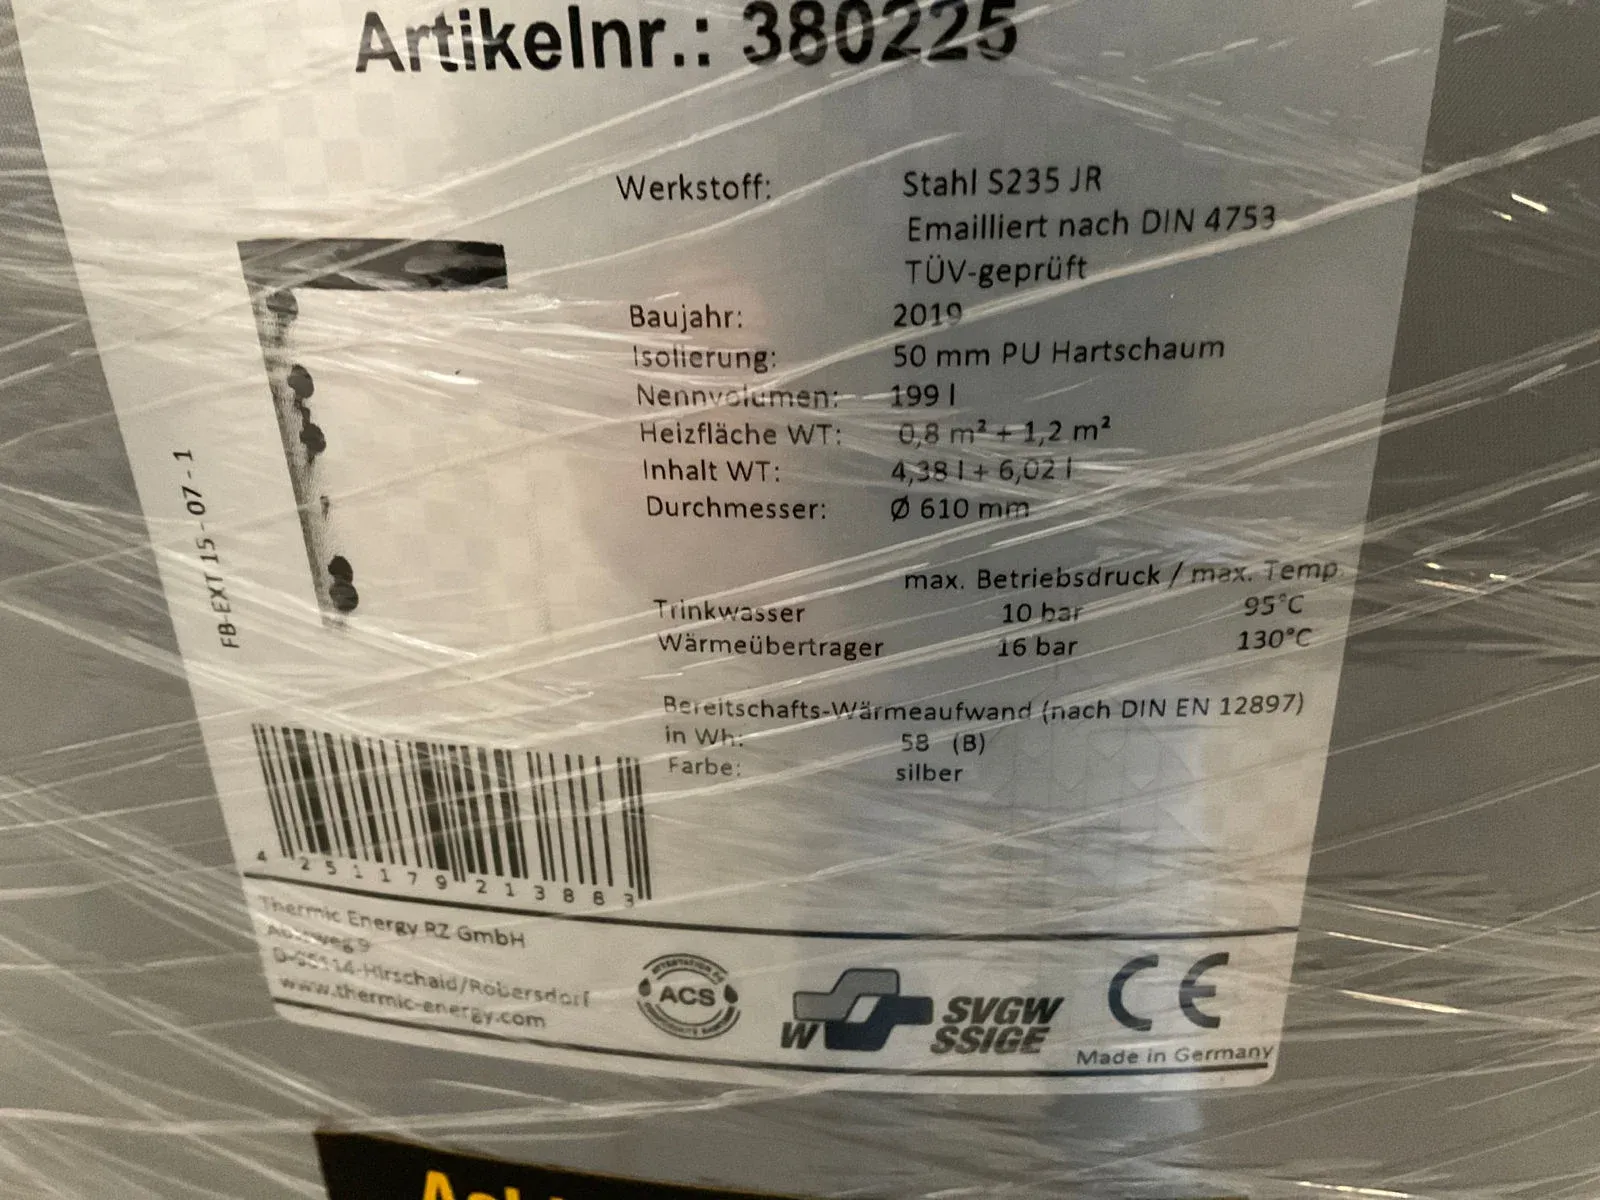 Artikelnr.: 380225
Werkstoff: Stahl S235 JR
Emailliert nach DIN 4753
TÜV-geprüft
Baujahr: 2019
Isolierung: 50 mm PU Hartschaum
Nennvolumen: 199 l
Heizfläche WT: 0,8 m² + 1,2 m²
Inhalt WT: 4,38 l + 6,02 l
Durchmesser: Ø 610 mm
max. Betriebsdruck / max. Temp.
Trinkwasser 10 bar 95°C
Wärmeübertrager 16 bar 130°C
Bereitschafts-Wärmeaufwand (nach DIN EN 12897)
in Wh: 58 (B)
Farbe: silber
FB-EXT 15 - 07 - 1
4 251179 213883
Thermic Energy RZ GmbH
9
Hirschaid/Röbersdorf
www.thermic-energy.com
ACS
W
SVGW
SSIGE
CE
Made in Germany